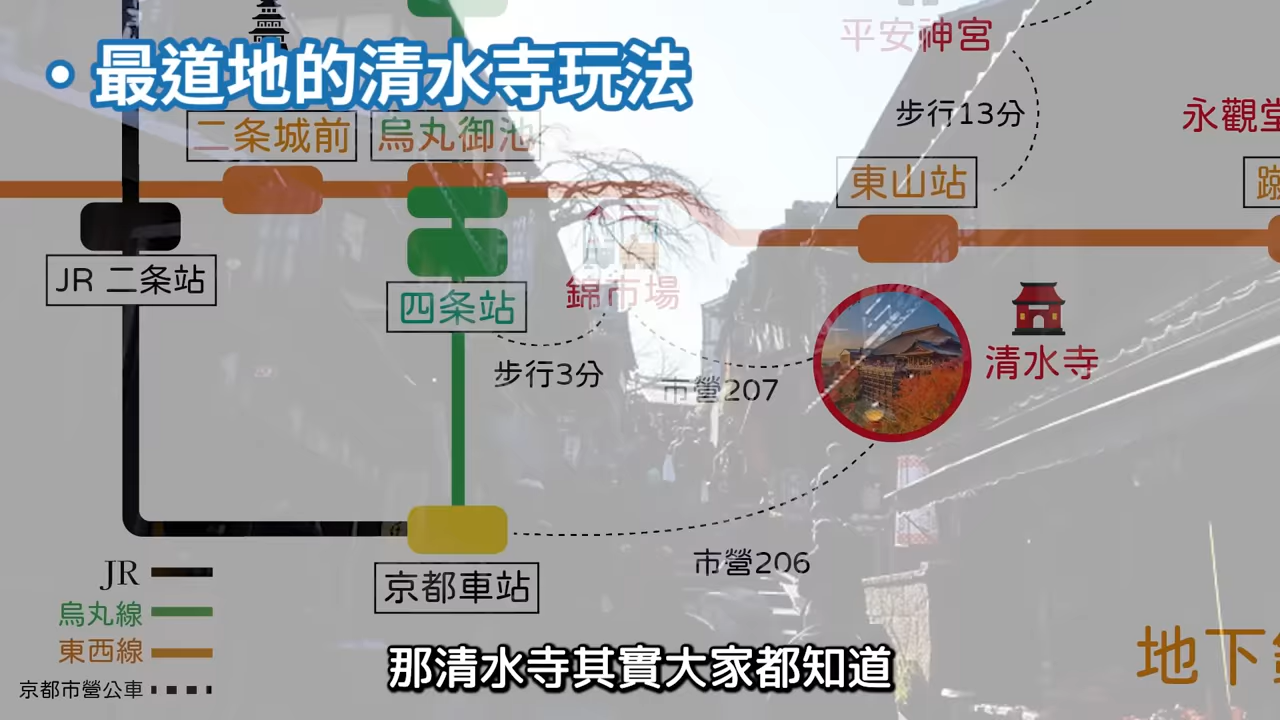 • 最道地的清水寺玩法
平安神宮
步行13分
永觀堂
二条城前
烏丸御池
東山站
JR 二条站
四条站
錦市場
清水寺
步行3分
市營207
市營206
京都車站
JR
烏丸線
東西線
京都市營公車
地下
那清水寺其實大家都知道